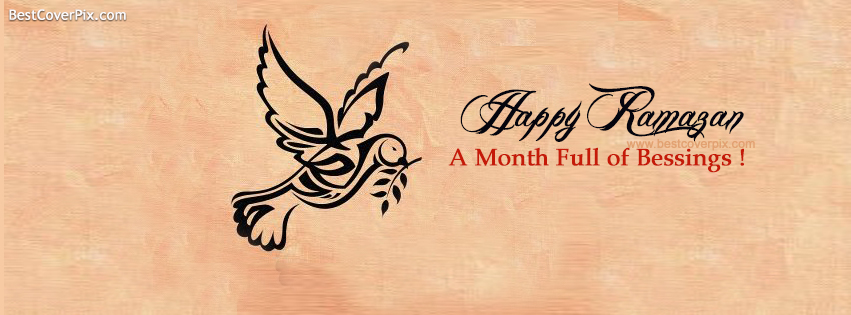 BestCoverPix.com
Happy Ramazan
www.bestcoverpix.com
A Month Full of Bessings !